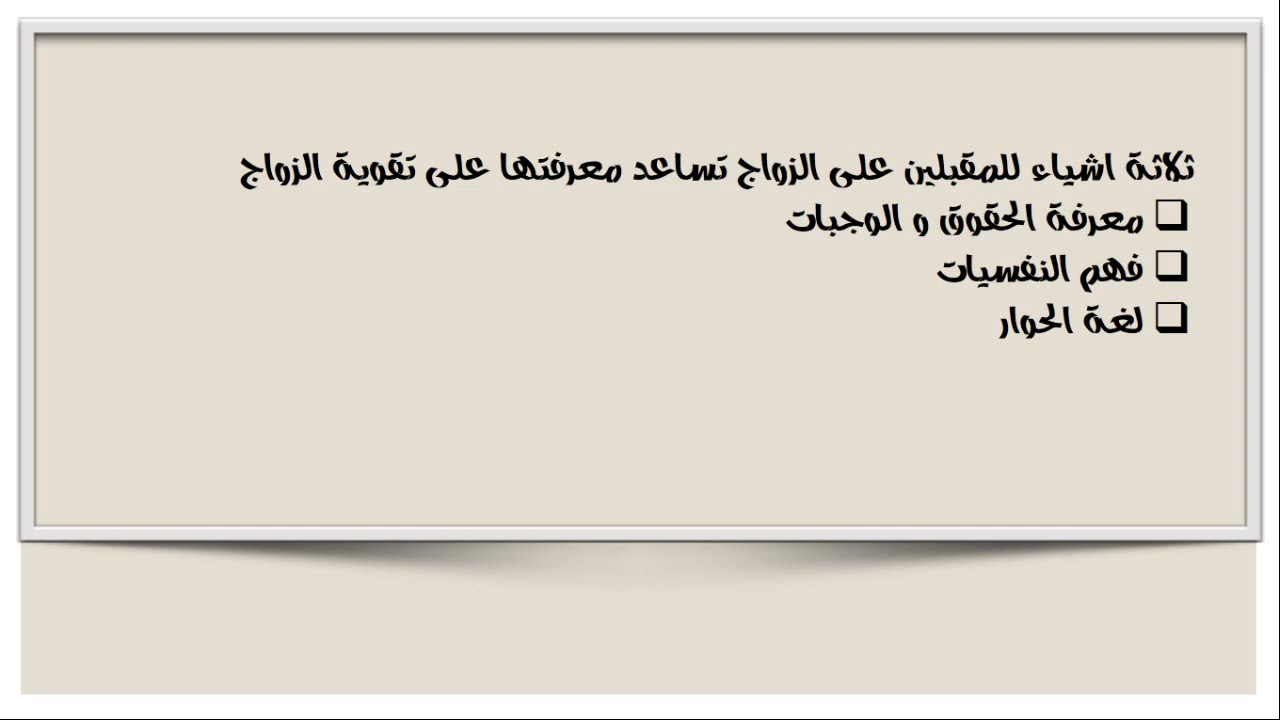 ثلاثة اشياء للمقبلين على الزواج تساعد معرفتها على تقوية الزواج
❑ معرفة الحقوق و الوجبات
❑ فهم النفسيات
❑ لغة الحوار